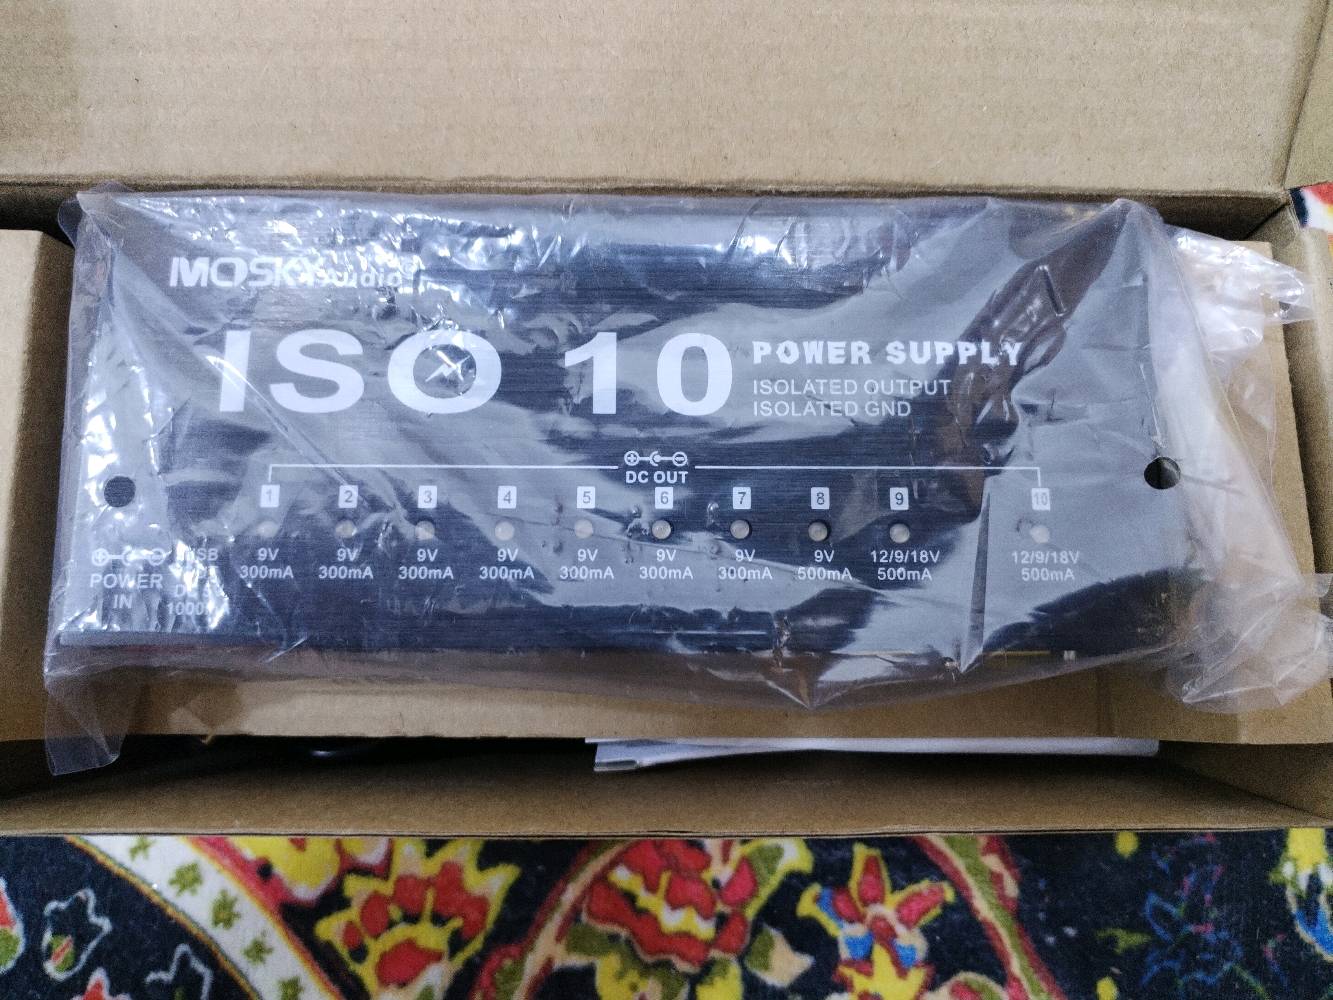 MOSKY Audio
ISO 10
POWER SUPPLY
ISOLATED OUTPUT
ISOLATED GND
DC OUT
1 2 3 4 5 6 7 8 9 10
9V 9V 9V 9V 9V 9V 9V 9V 12/9/18V 12/9/18V
300mA 300mA 300mA 300mA 300mA 300mA 300mA 500mA 500mA 500mA
POWER
IN
USB